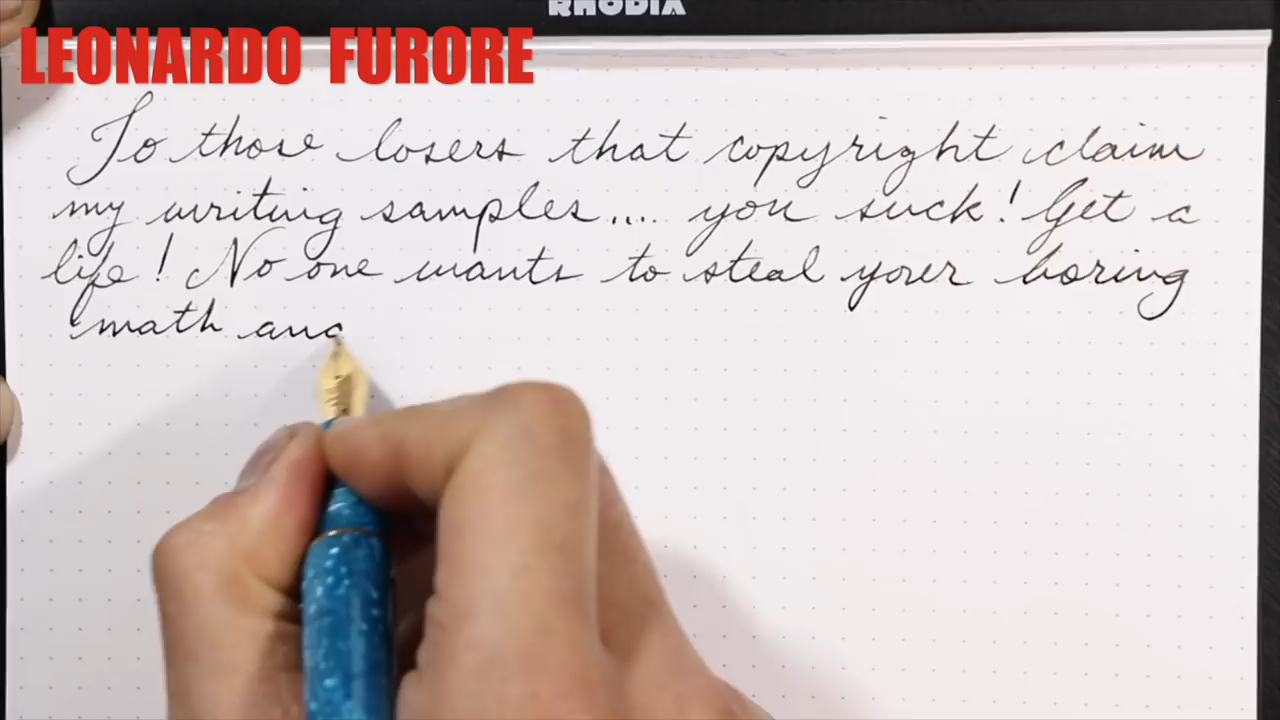 RHODIA
LEONARDO FURORE
To those losers that copyright claim
my writing samples.... you suck! Get a
life! No one wants to steal your boring
math and